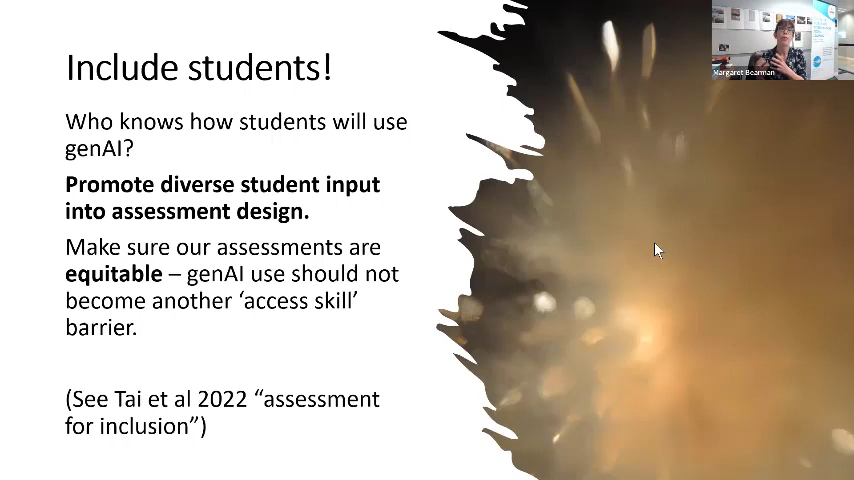 Include students!
Who knows how students will use
genAI?
Promote diverse student input
into assessment design.
Make sure our assessments are
equitable – genAI use should not
become another ‘access skill’
barrier.
(See Tai et al 2022 “assessment
for inclusion”)
Margaret Bearman